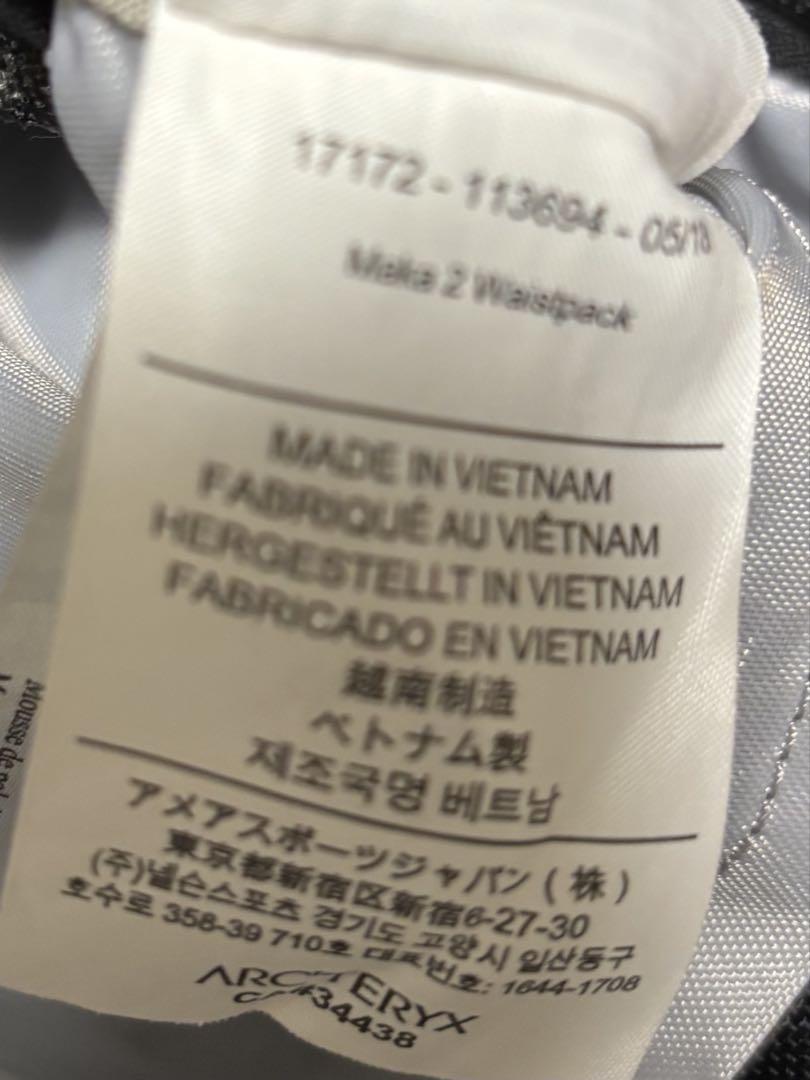 17172 - 113694 - 05/18
Maka 2 Waistpack
MADE IN VIETNAM
FABRIQUÉ AU VIÊTNAM
HERGESTELLT IN VIETNAM
FABRICADO EN VIETNAM
越南制造
ベトナム製
제조국명 베트남
アメアスポーツジャパン ( 株 )
東京都新宿区新宿6-27-30
(주)넬슨스포츠 경기도 고양시 일산동구
호수로 358-39 710호 대표번호: 1644-1708
ARC'TERYX
34438
Mousse de